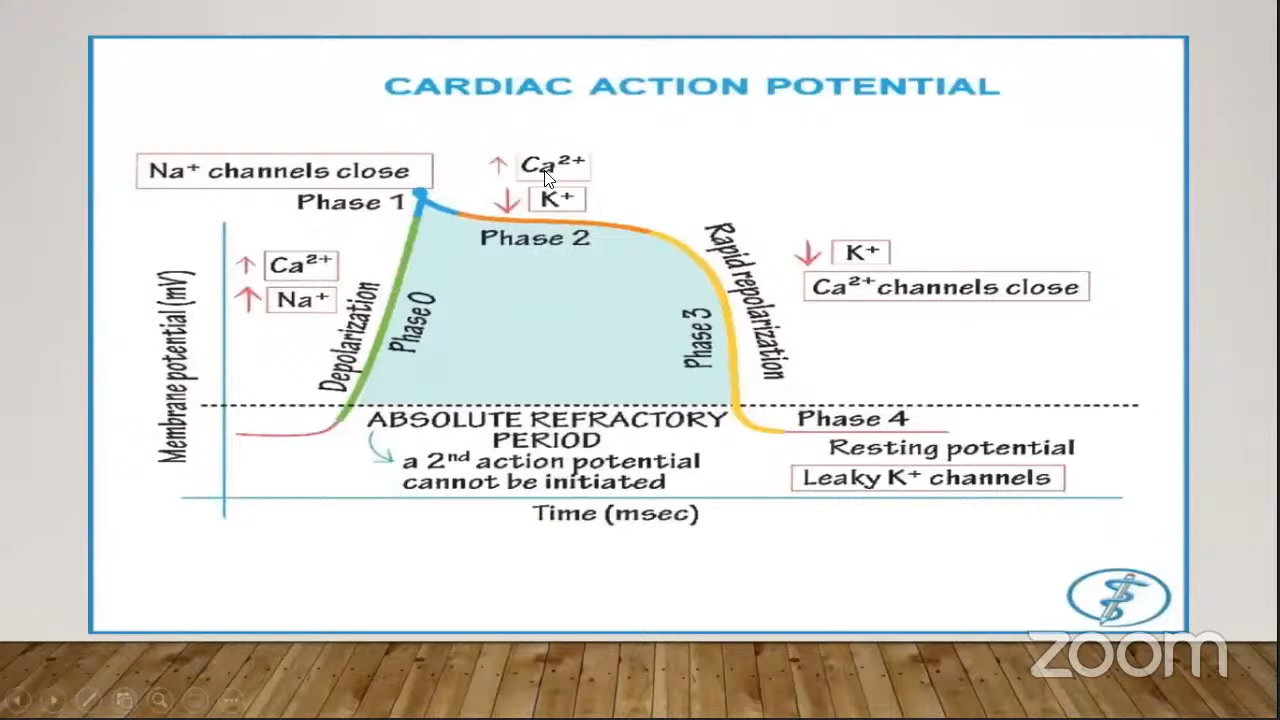 CARDIAC ACTION POTENTIAL
Na⁺ channels close
Phase 1
↑ Ca²⁺
↓ K⁺
Phase 2
↑ Ca²⁺
↑ Na⁺
Membrane potential (mV)
Depolarization
Phase 0
Phase 3
Rapid repolarization
↓ K⁺
Ca²⁺ channels close
ABSOLUTE REFRACTORY
PERIOD
a 2nd action potential
cannot be initiated
Phase 4
Resting potential
Leaky K⁺ channels
Time (msec)
zoom